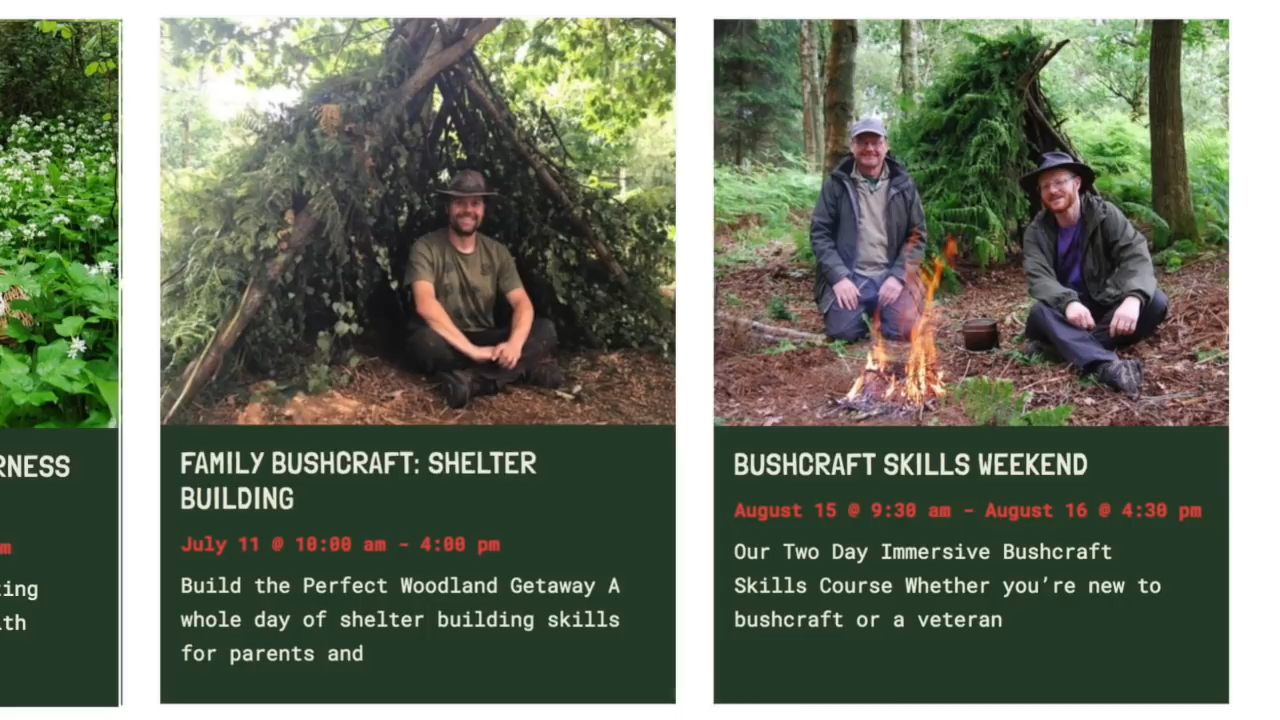 RNESS
m
ing
th
FAMILY BUSHCRAFT: SHELTER
BUILDING
July 11 @ 10:00 am - 4:00 pm
Build the Perfect Woodland Getaway A
whole day of shelter building skills
for parents and
BUSHCRAFT SKILLS WEEKEND
August 15 @ 9:30 am - August 16 @ 4:30 pm
Our Two Day Immersive Bushcraft
Skills Course Whether you’re new to
bushcraft or a veteran